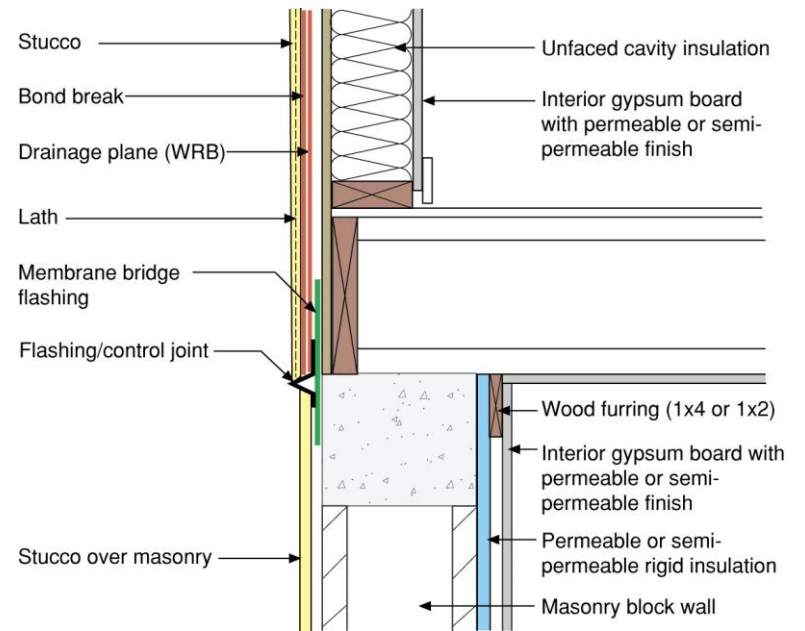 Stucco
Bond break
Drainage plane (WRB)
Lath
Membrane bridge
flashing
Flashing/control joint
Stucco over masonry
Unfaced cavity insulation
Interior gypsum board
with permeable or semi-
permeable finish
Wood furring (1x4 or 1x2)
Interior gypsum board with
permeable or semi-
permeable finish
Permeable or semi-
permeable rigid insulation
Masonry block wall